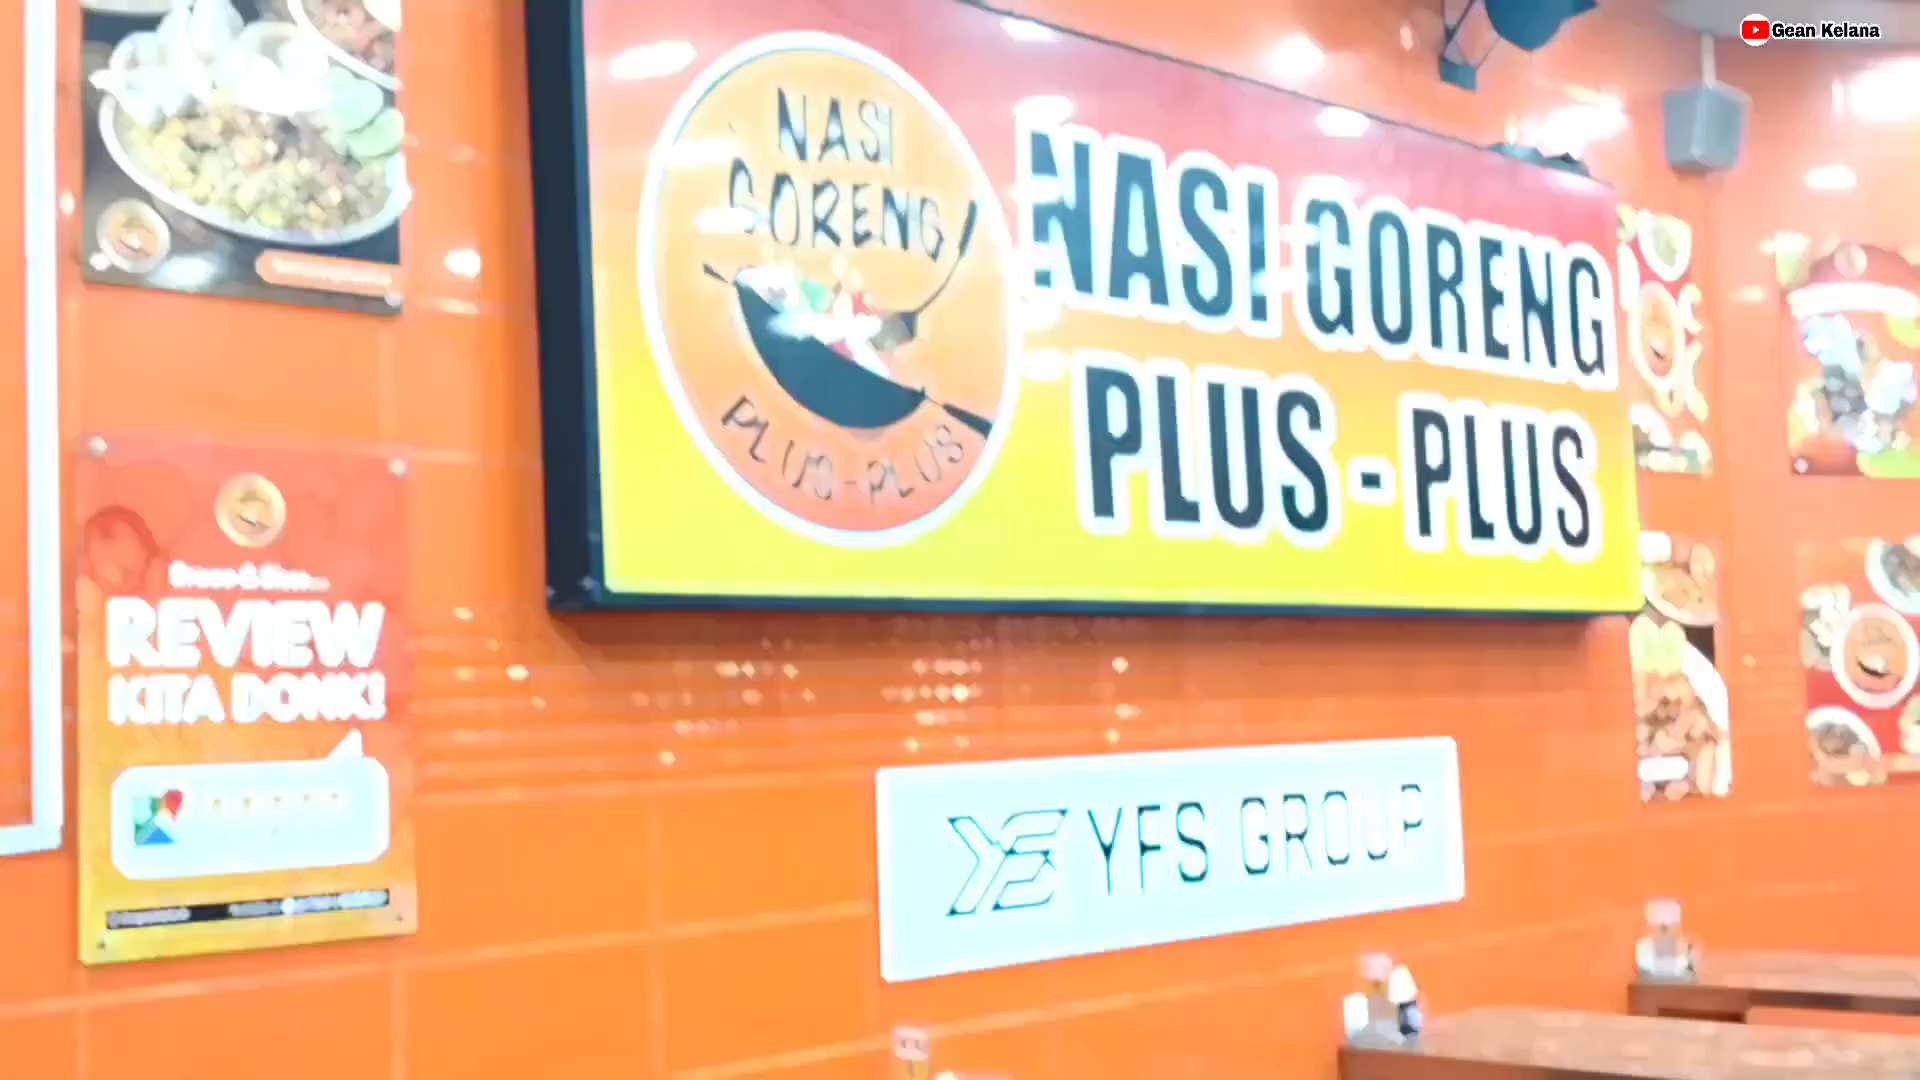 Gean Kelana
NASI
GORENG
PLUS-PLUS
NASI GORENG
PLUS - PLUS
REVIEW
KITA DONK!
YFS GROUP